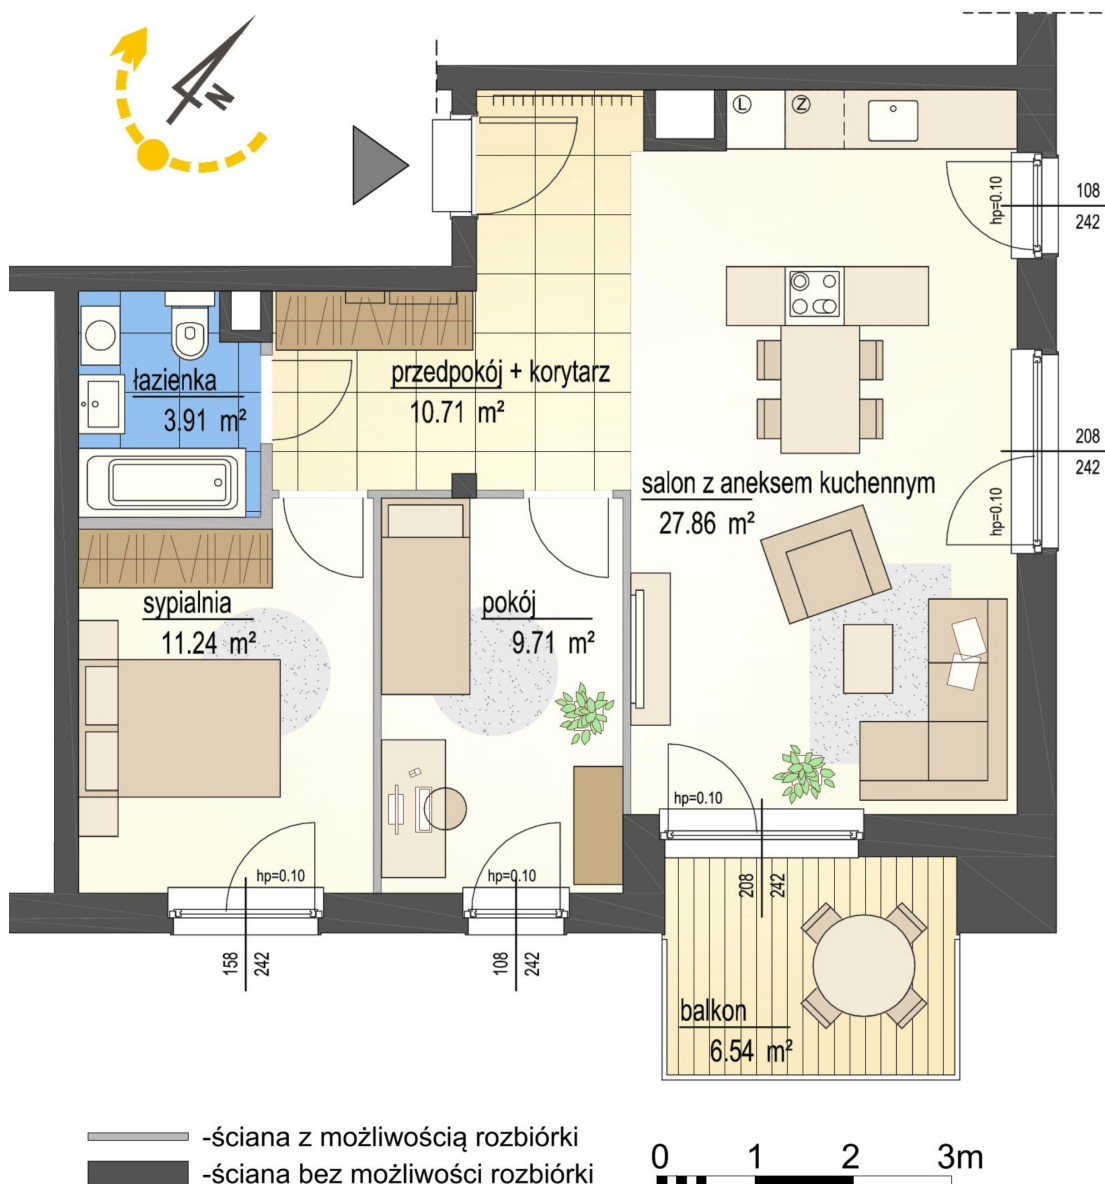 N
L
Z
hp=0.10
108
242
łazienka
3.91 m²
przedpokój + korytarz
10.71 m²
208
242
salon z aneksem kuchennym
27.86 m²
hp=0.10
sypialnia
11.24 m²
pokój
9.71 m²
hp=0.10
hp=0.10
hp=0.10
208
242
158
242
108
242
balkon
6.54 m²
-ściana z możliwością rozbiórki
-ściana bez możliwości rozbiórki
0 1 2 3m